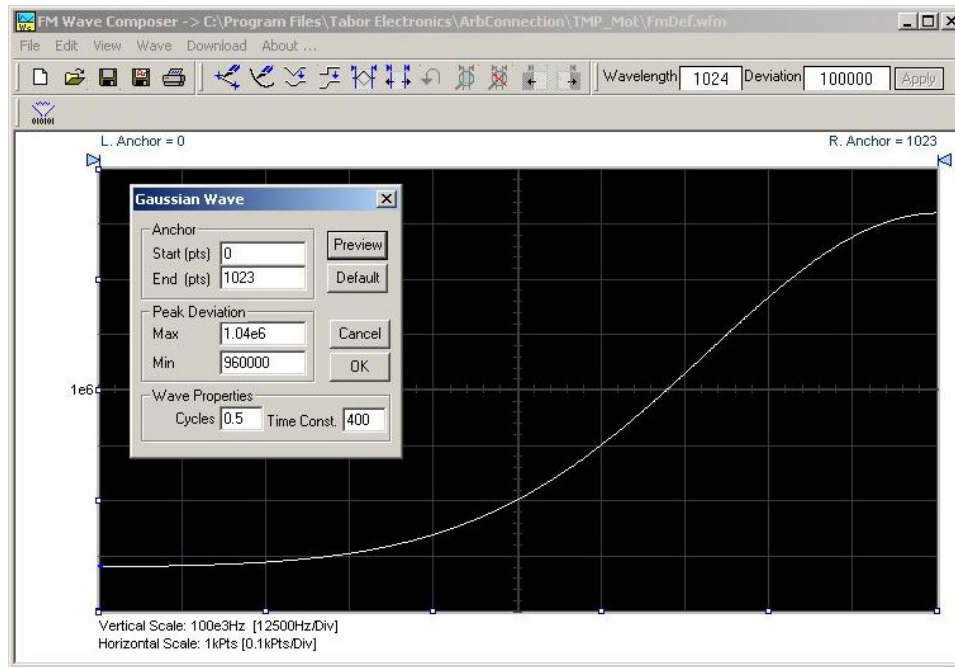 FM Wave Composer -> C:\Program Files\Tabor Electronics\ArbConnection\TMP_Mot\FmDef.wfm
File Edit View Wave Download About ...
Wavelength 1024 Deviation 100000 Apply
010101
L. Anchor = 0 R. Anchor = 1023
Gaussian Wave
Anchor
Start (pts) 0
End (pts) 1023
Preview
Default
Peak Deviation
Max 1.04e6
Min 960000
Cancel
OK
Wave Properties
Cycles 0.5 Time Const. 400
1e6
Vertical Scale: 100e3Hz [12500Hz/Div]
Horizontal Scale: 1kPts [0.1kPts/Div]